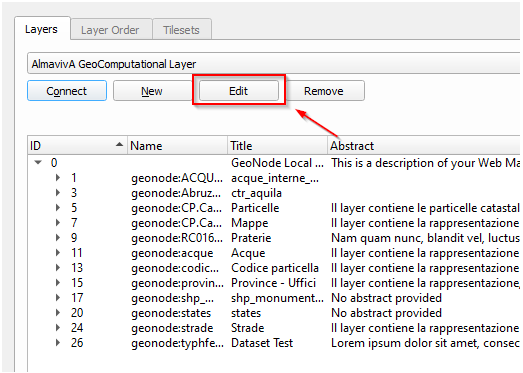 Layers Layer Order Tilesets
AlmavivA GeoComputational Layer
Connect New Edit Remove
ID Name Title Abstract
0 GeoNode Local ... This is a description of your Web Ma
1 geonode:ACQU... acque_interne_...
3 geonode:Abruz... ctr_aquila
5 geonode:CP.Ca... Particelle Il layer contiene le particelle catastal
7 geonode:CP.Ca... Mappe Il layer contiene la rappresentazione
9 geonode:RC016... Praterie Nam quam nunc, blandit vel, luctus
11 geonode:acque Acque Il layer contiene la rappresentazione
13 geonode:codic... Codice particella Il layer contiene la rappresentazione
15 geonode:provin... Province - Uffici Il layer contiene la rappresentazione,
17 geonode:shp_... shp_monument... No abstract provided
20 geonode:states states No abstract provided
24 geonode:strade Strade Il layer contiene la rappresentazione
26 geonode:typhfe... Dataset Test Lorem ipsum dolor sit amet, consec